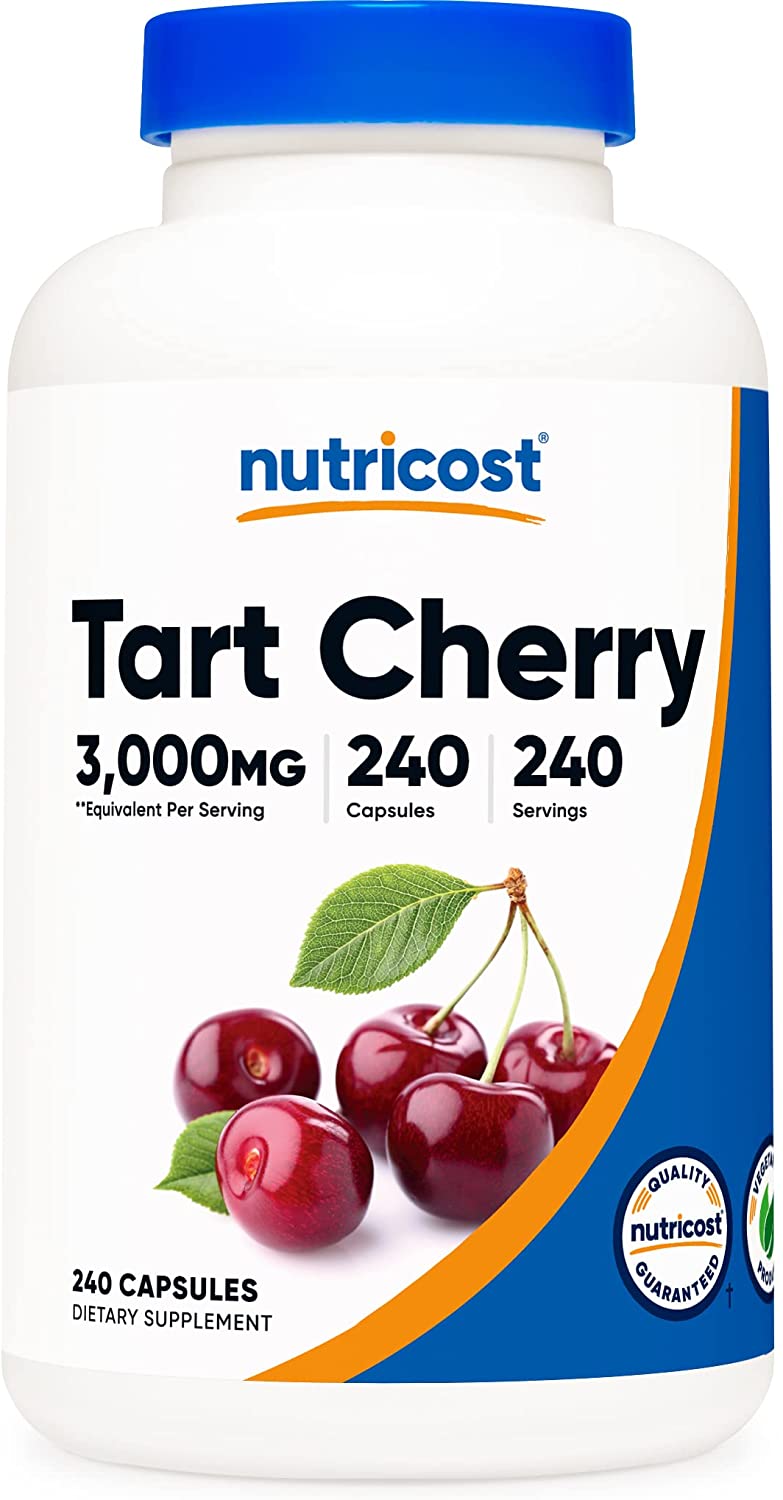 nutricost®
Tart Cherry
3,000MG
**Equivalent Per Serving
240
Capsules
240
Servings
240 CAPSULES
DIETARY SUPPLEMENT
QUALITY
nutricost®
GUARANTEED
†